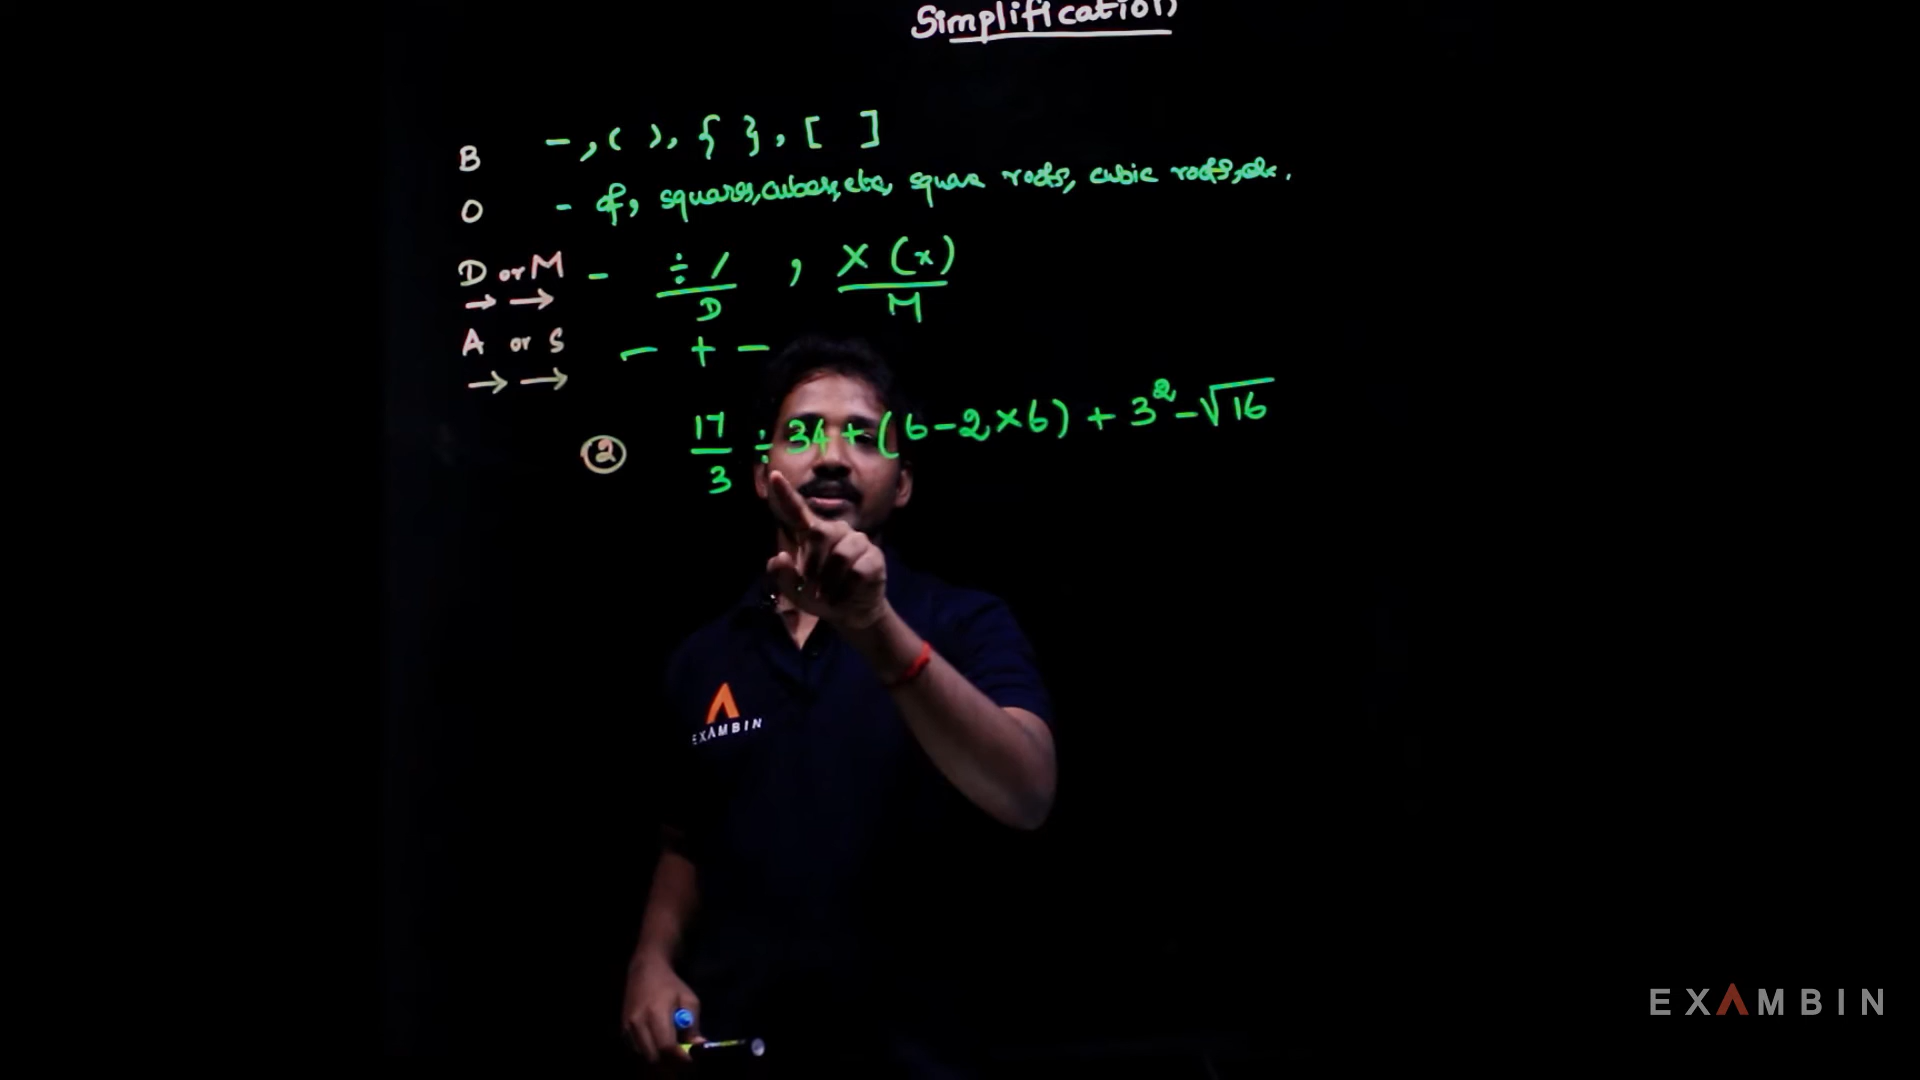 Simplification
B -, ( ), { }, [ ]
O - of, squares, cubes, etc, square roots, cubic roots, etc.
D or M - ÷ / , × (x)
→ → D M
A or S - + -
→ →
② 17/3 ÷ 34 + (6 - 2 × 6) + 3² - √16
EXAMBIN
EXAMBIN